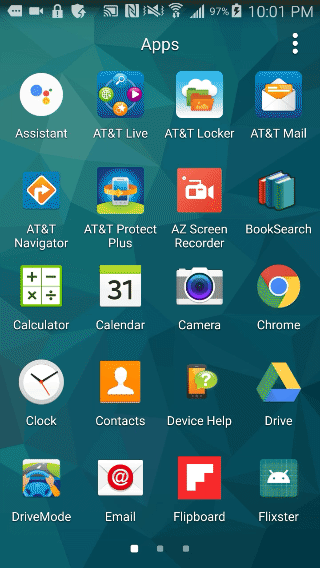 97% 10:01 PM
Apps
Assistant AT&T Live AT&T Locker AT&T Mail
AT&T Navigator AT&T Protect Plus AZ Screen Recorder BookSearch
31
Calculator Calendar Camera Chrome
Clock Contacts Device Help Drive
DriveMode Email Flipboard Flixster